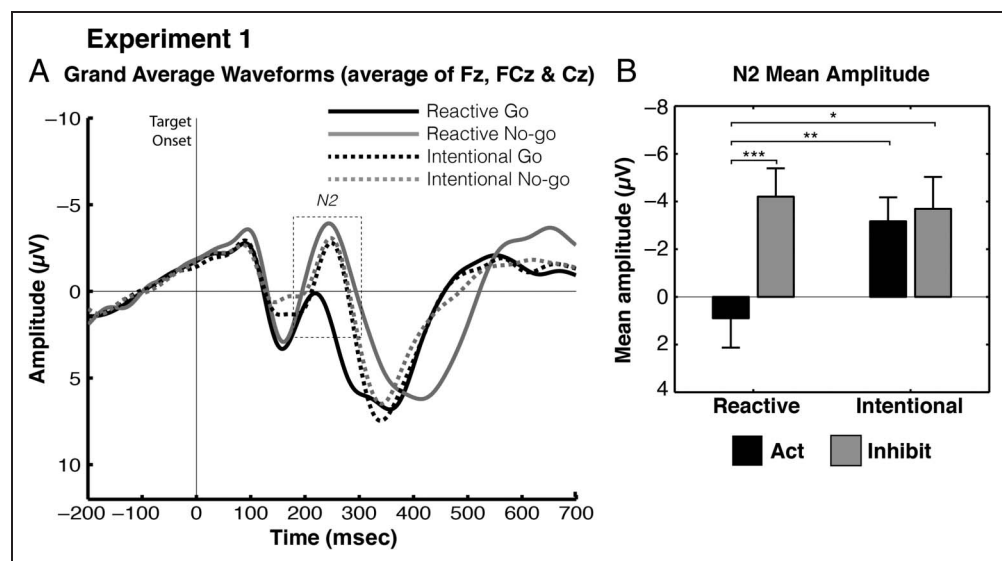 Experiment 1
A Grand Average Waveforms (average of Fz, FCz & Cz)
Target
Onset
Reactive Go
Reactive No-go
Intentional Go
Intentional No-go
N2
Amplitude (µV)
−10
−5
0
5
10
−200 −100 0 100 200 300 400 500 600 700
Time (msec)
B N2 Mean Amplitude
Mean amplitude (µV)
−8
−6
−4
−2
0
2
4
*
**
***
Reactive Intentional
Act Inhibit